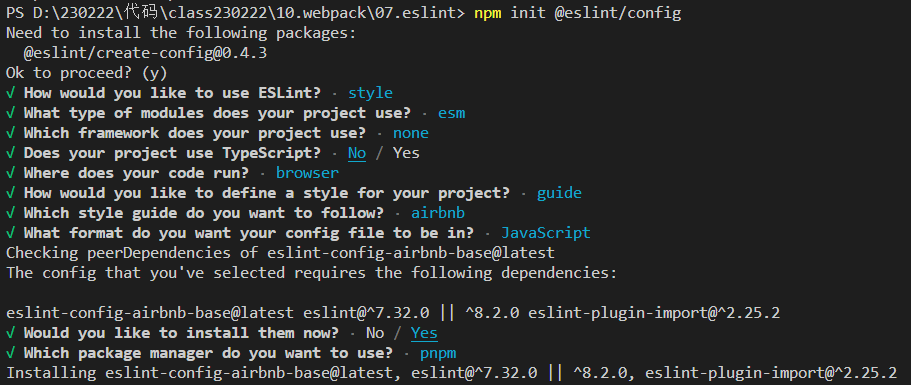 PS D:\230222\代码\class230222\10.webpack\07.eslint> npm init @eslint/config
Need to install the following packages:
  @eslint/create-config@0.4.3
Ok to proceed? (y)
√ How would you like to use ESLint? · style
√ What type of modules does your project use? · esm
√ Which framework does your project use? · none
√ Does your project use TypeScript? · No / Yes
√ Where does your code run? · browser
√ How would you like to define a style for your project? · guide
√ Which style guide do you want to follow? · airbnb
√ What format do you want your config file to be in? · JavaScript
Checking peerDependencies of eslint-config-airbnb-base@latest
The config that you've selected requires the following dependencies:

eslint-config-airbnb-base@latest eslint@^7.32.0 || ^8.2.0 eslint-plugin-import@^2.25.2
√ Would you like to install them now? · No / Yes
√ Which package manager do you want to use? · pnpm
Installing eslint-config-airbnb-base@latest, eslint@^7.32.0 || ^8.2.0, eslint-plugin-import@^2.25.2